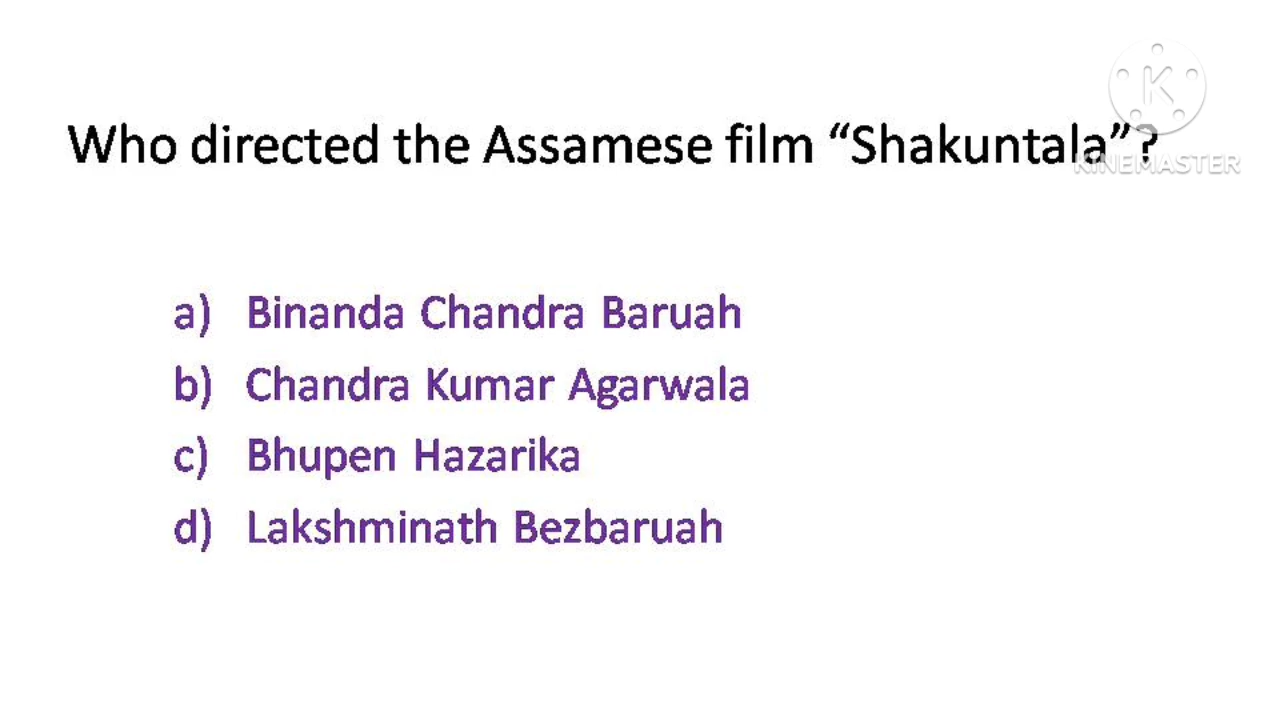 Who directed the Assamese film “Shakuntala”?
KINEMASTER
a) Binanda Chandra Baruah
b) Chandra Kumar Agarwala
c) Bhupen Hazarika
d) Lakshminath Bezbaruah